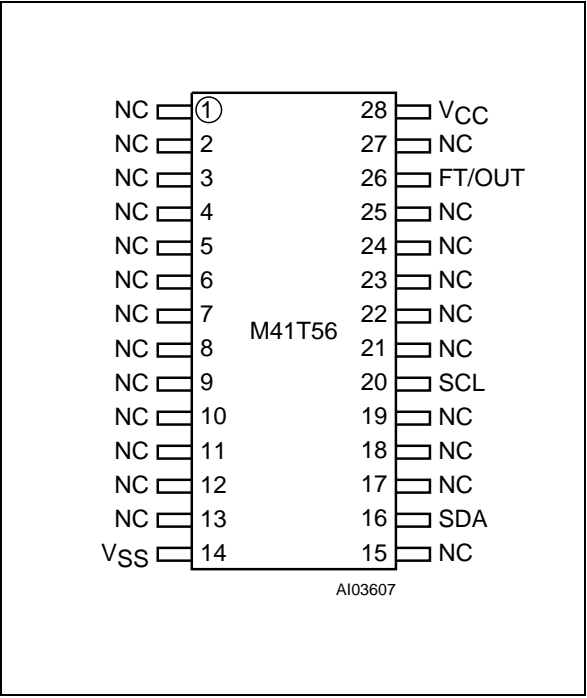 NC 1 28 VCC
NC 2 27 NC
NC 3 26 FT/OUT
NC 4 25 NC
NC 5 24 NC
NC 6 23 NC
NC 7 22 NC
M41T56
NC 8 21 NC
NC 9 20 SCL
NC 10 19 NC
NC 11 18 NC
NC 12 17 NC
NC 13 16 SDA
VSS 14 15 NC
AI03607